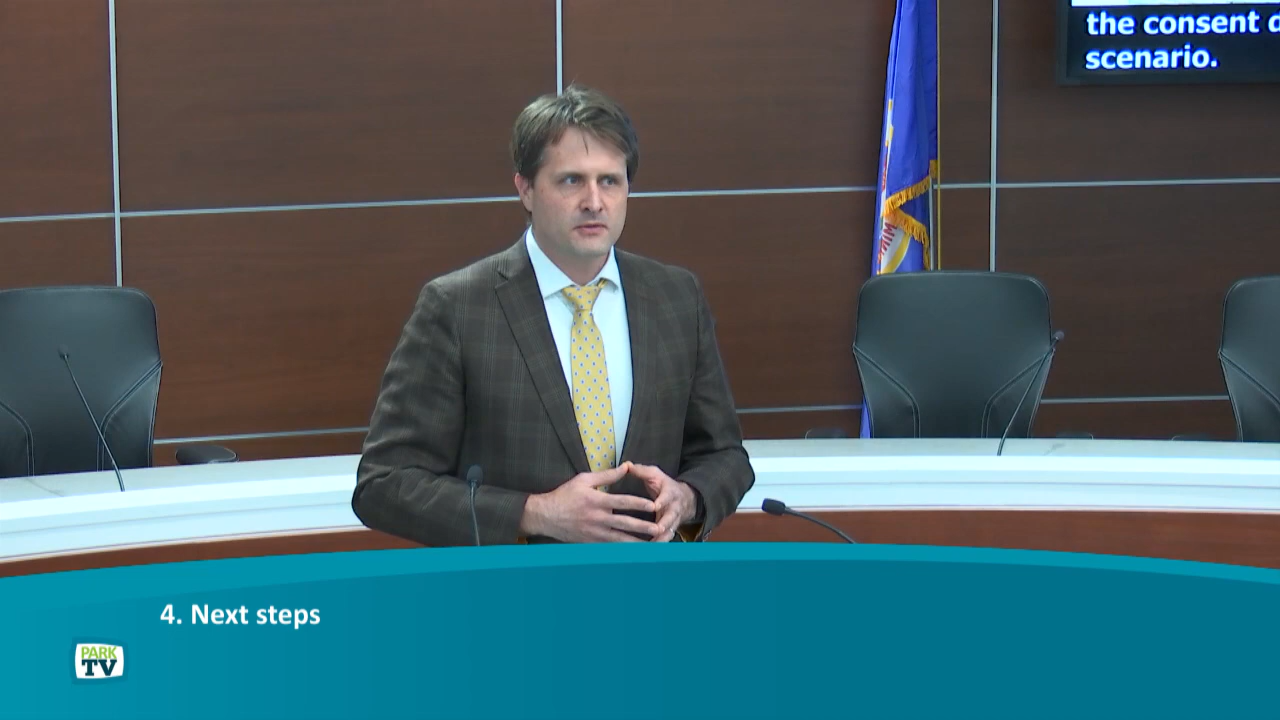 the consent d
scenario.
4. Next steps
PARK
TV